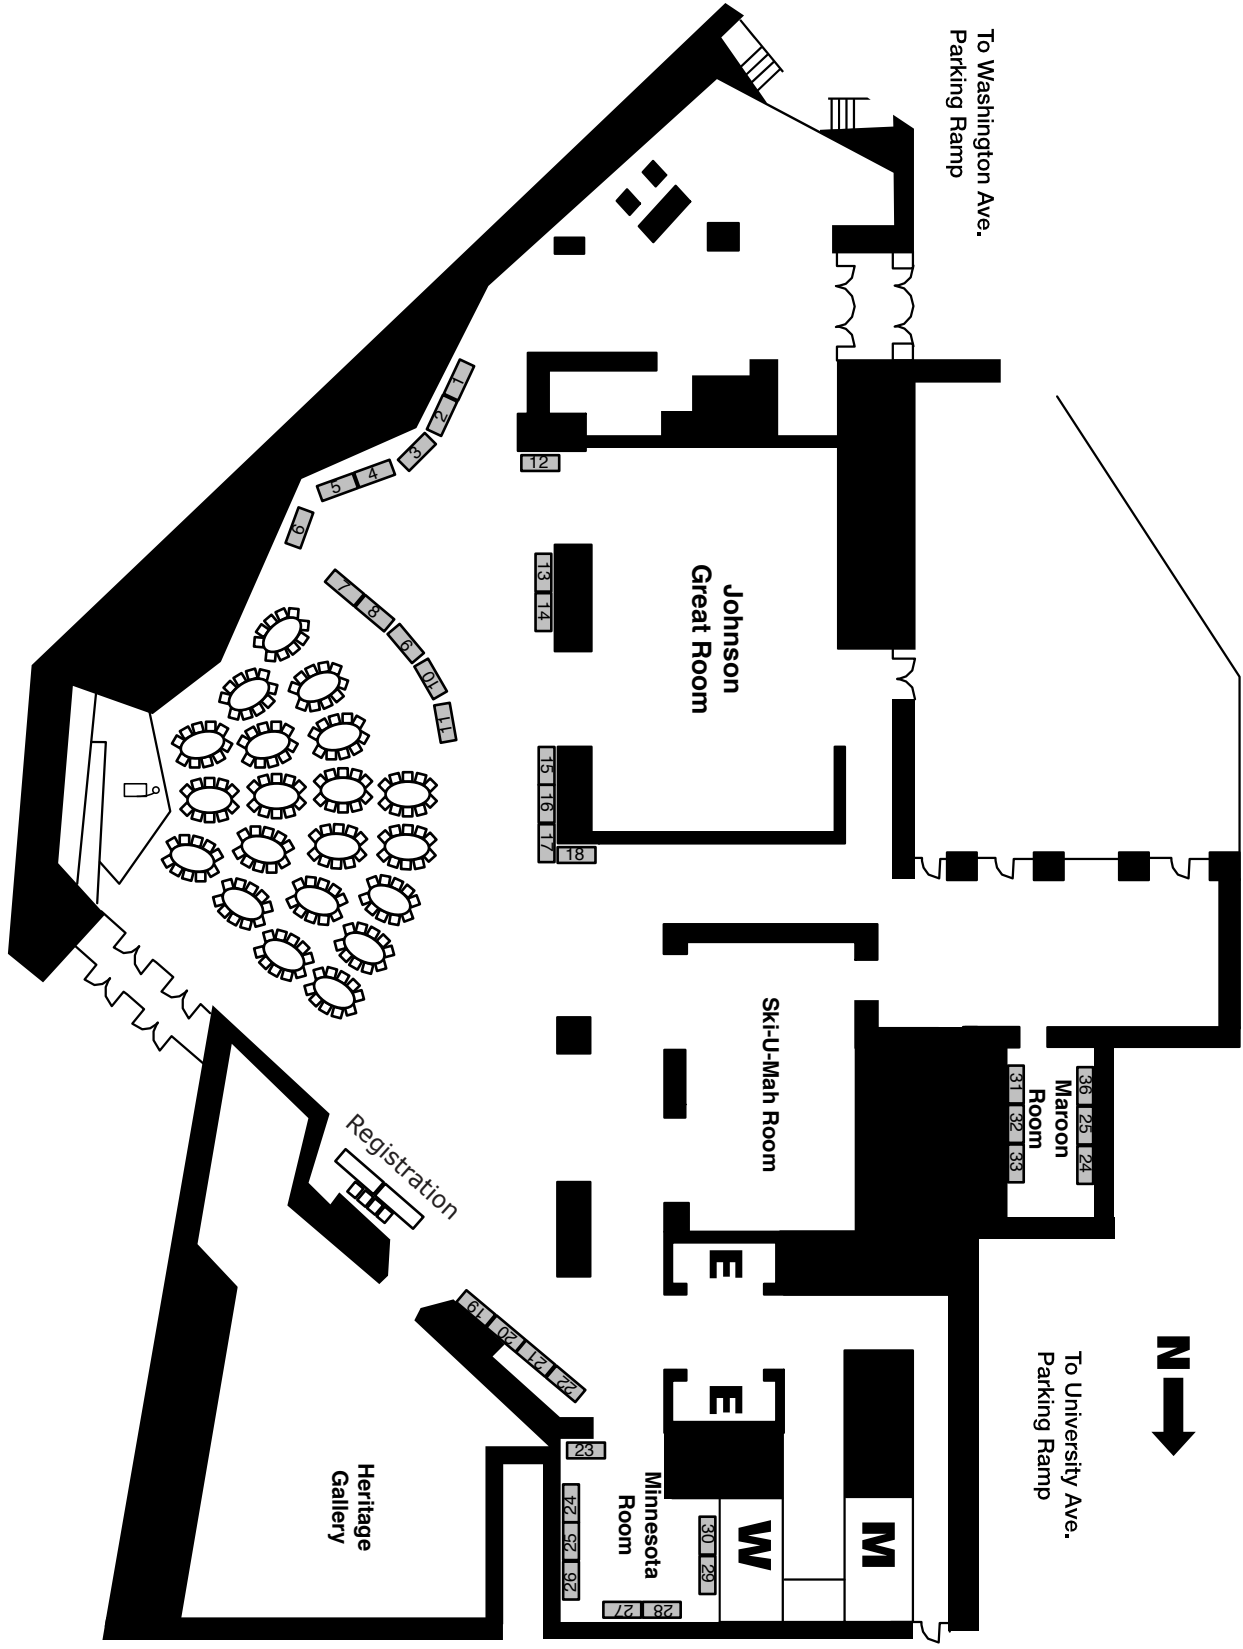 To Washington Ave.
Parking Ramp
1
2
3
4
5
6
7
8
9
10
11
12
13
14
15
16
17
18
Johnson
Great Room
Ski-U-Mah Room
Maroon
Room
31
32
33
36
25
24
Registration
19
20
21
22
23
24
25
26
27
28
29
30
Minnesota
Room
Heritage
Gallery
E
E
W
M
To University Ave.
Parking Ramp
N